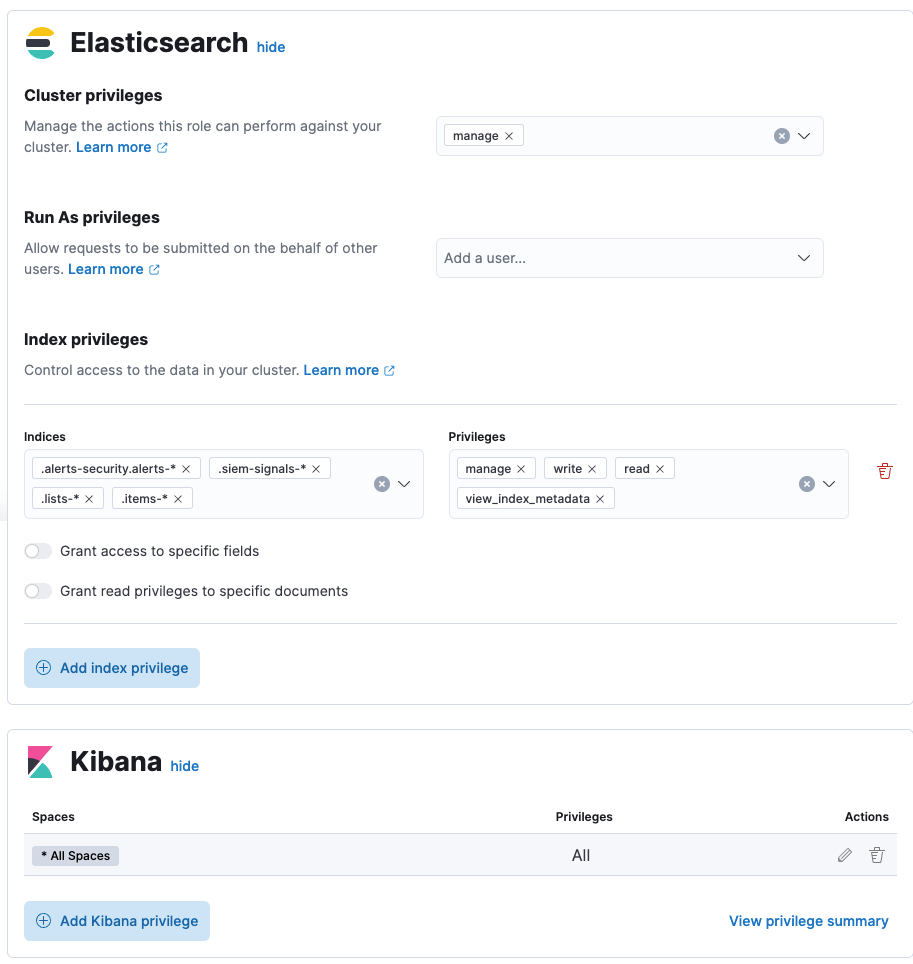 Elasticsearch hide
Cluster privileges
Manage the actions this role can perform against your
cluster. Learn more
manage
Run As privileges
Allow requests to be submitted on the behalf of other
users. Learn more
Add a user...
Index privileges
Control access to the data in your cluster. Learn more
Indices
.alerts-security.alerts-* .siem-signals-*
.lists-* .items-*
Privileges
manage write read
view_index_metadata
Grant access to specific fields
Grant read privileges to specific documents
Add index privilege
Kibana hide
Spaces Privileges Actions
* All Spaces All
Add Kibana privilege View privilege summary